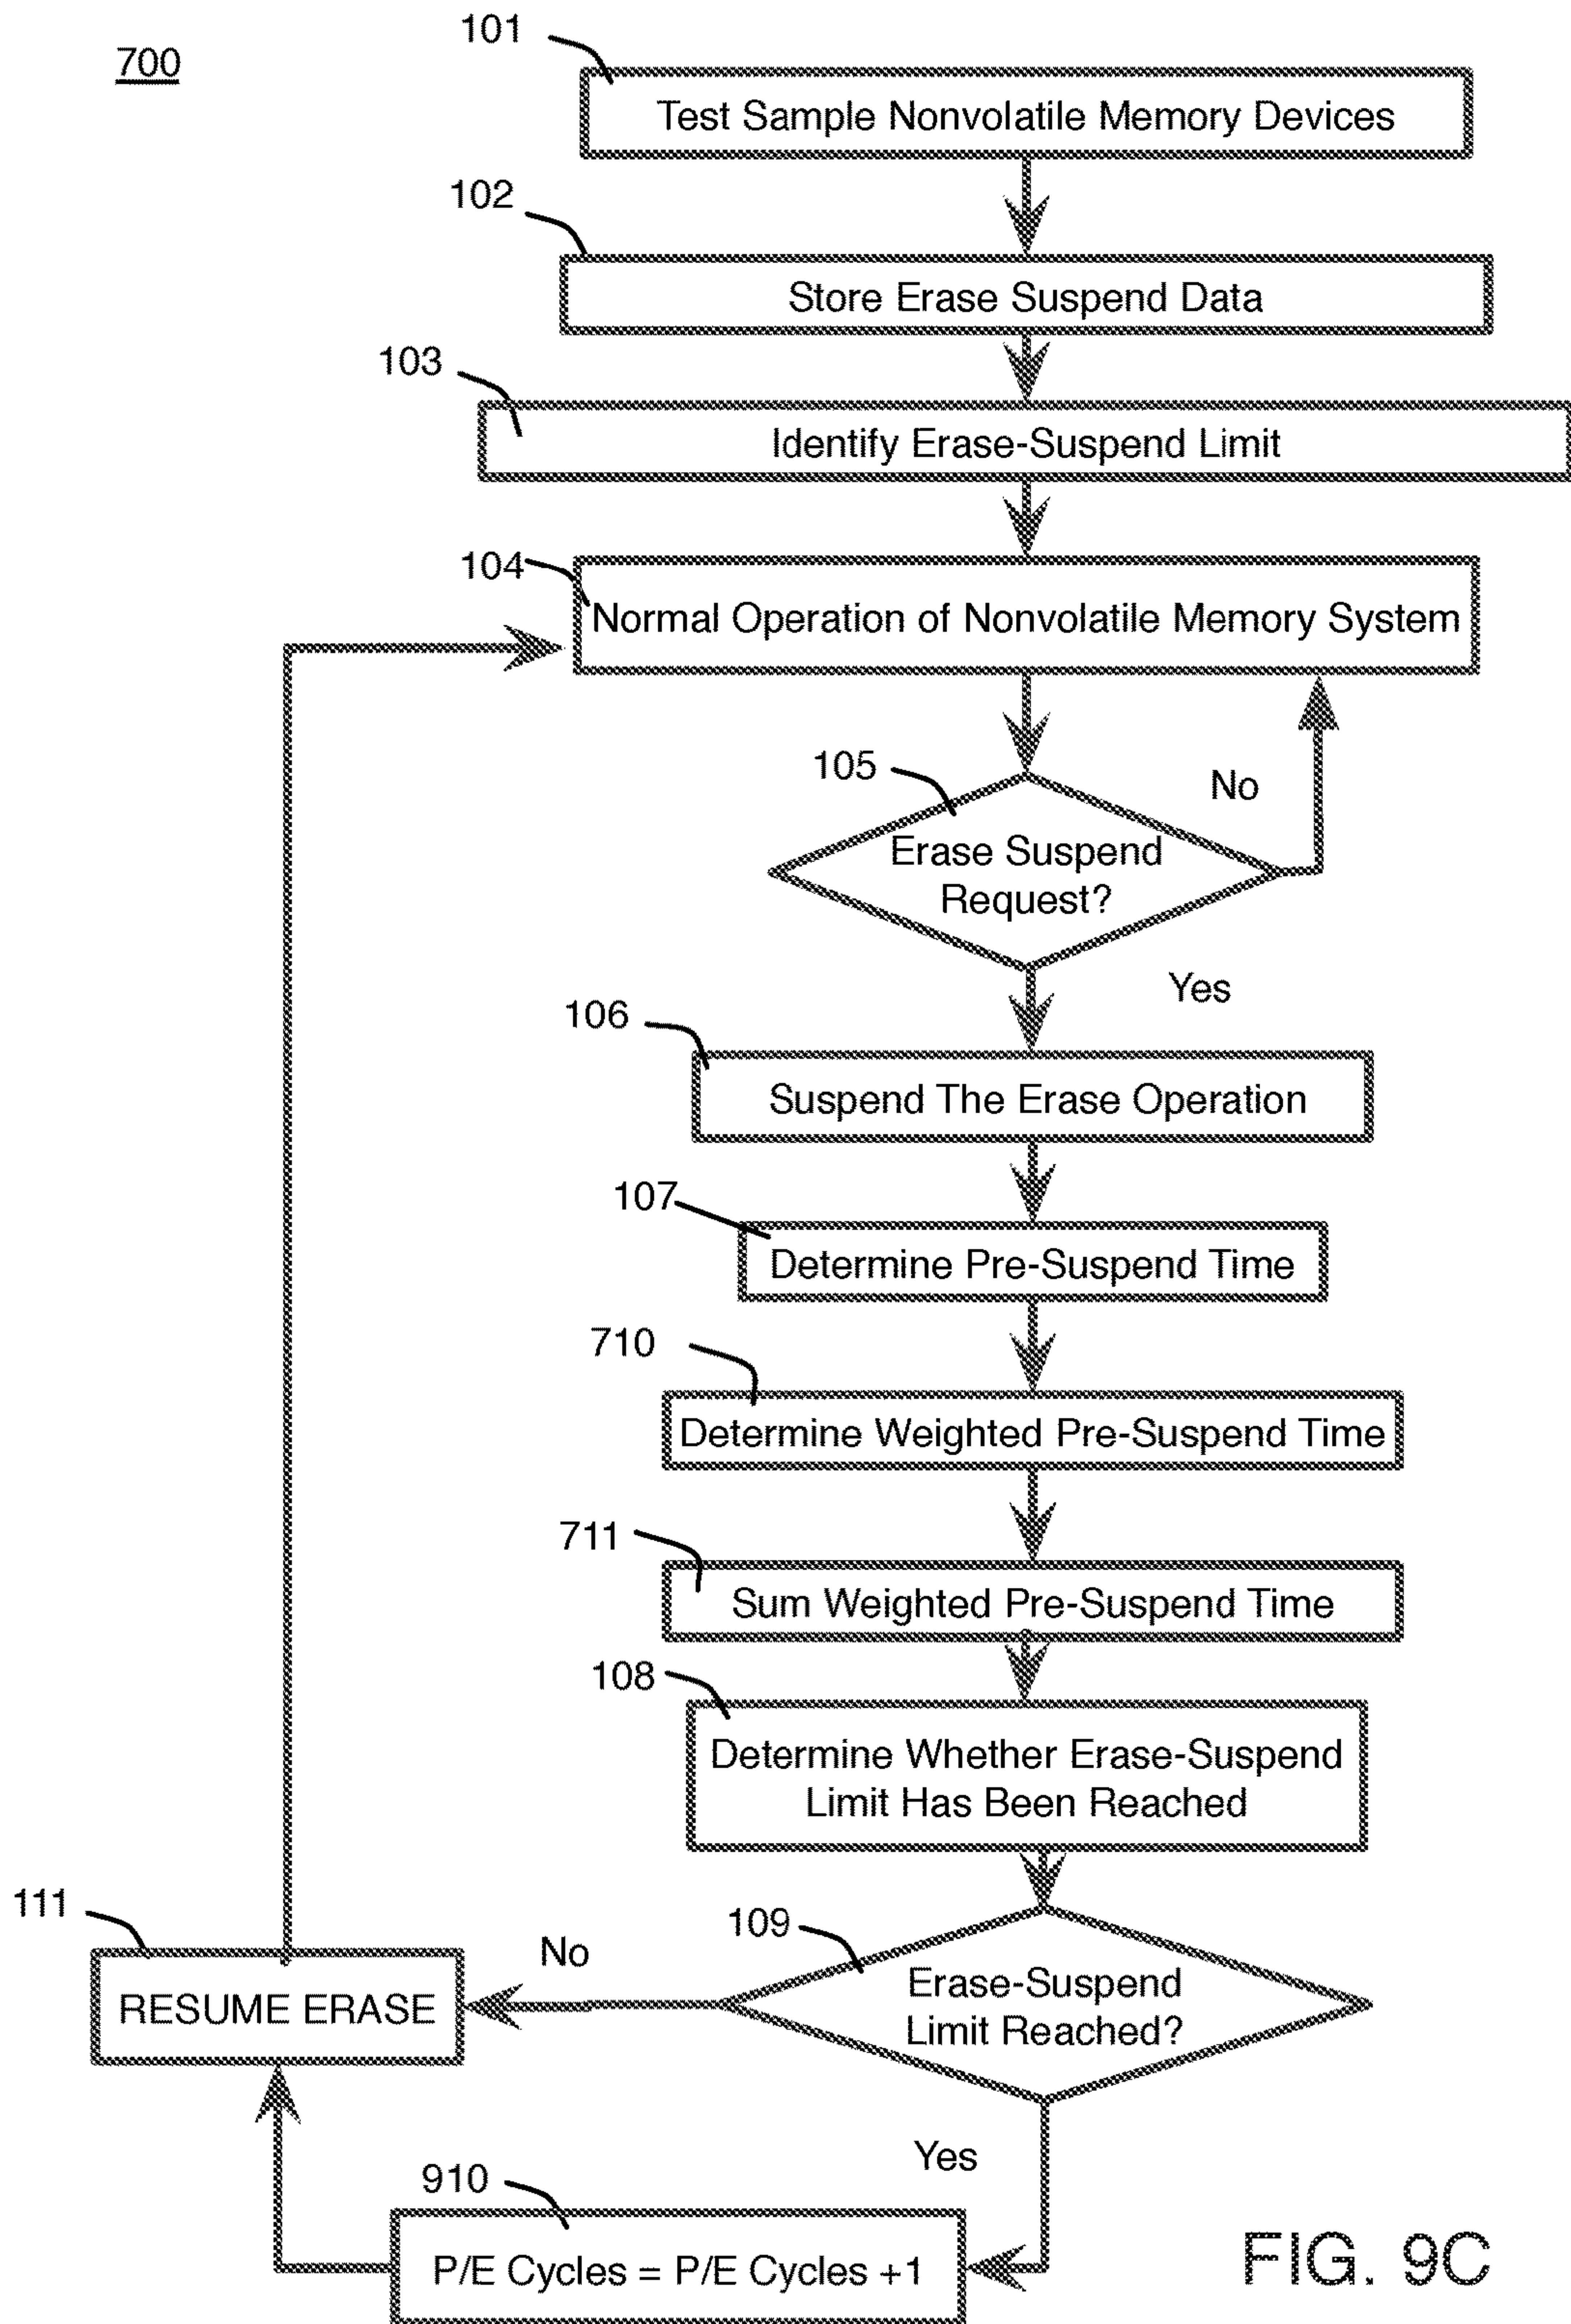 700
101
Test Sample Nonvolatile Memory Devices
102
Store Erase Suspend Data
103
Identify Erase-Suspend Limit
104
Normal Operation of Nonvolatile Memory System
105
No
Erase Suspend
Request?
Yes
106
Suspend The Erase Operation
107
Determine Pre-Suspend Time
710
Determine Weighted Pre-Suspend Time
711
Sum Weighted Pre-Suspend Time
108
Determine Whether Erase-Suspend
Limit Has Been Reached
109
Erase-Suspend
Limit Reached?
No
111
RESUME ERASE
Yes
910
P/E Cycles = P/E Cycles +1
FIG. 9C